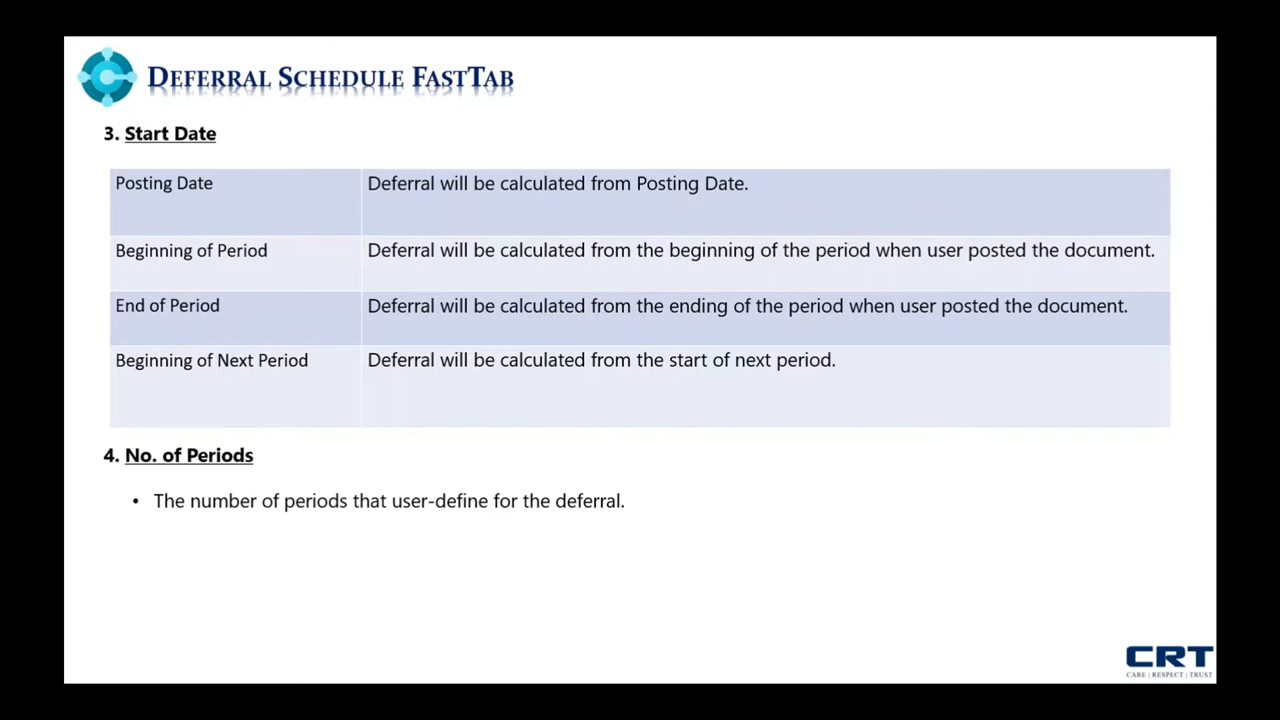 DEFERRAL SCHEDULE FASTTAB
3. Start Date
Posting Date Deferral will be calculated from Posting Date.
Beginning of Period Deferral will be calculated from the beginning of the period when user posted the document.
End of Period Deferral will be calculated from the ending of the period when user posted the document.
Beginning of Next Period Deferral will be calculated from the start of next period.
4. No. of Periods
• The number of periods that user-define for the deferral.
CRT
CARE | RESPECT | TRUST